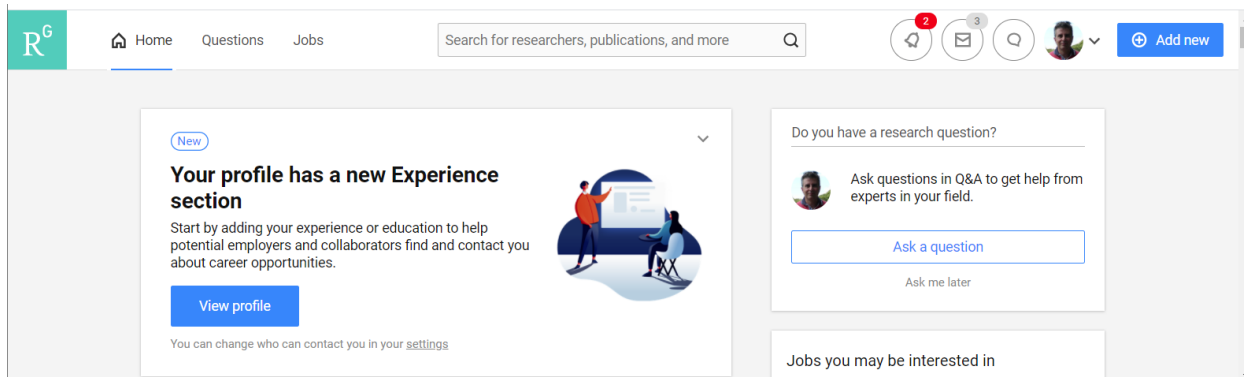 RG
Home Questions Jobs Search for researchers, publications, and more 2 3 Add new
New
Your profile has a new Experience
section
Start by adding your experience or education to help
potential employers and collaborators find and contact you
about career opportunities.
View profile
You can change who can contact you in your settings
Do you have a research question?
Ask questions in Q&A to get help from
experts in your field.
Ask a question
Ask me later
Jobs you may be interested in